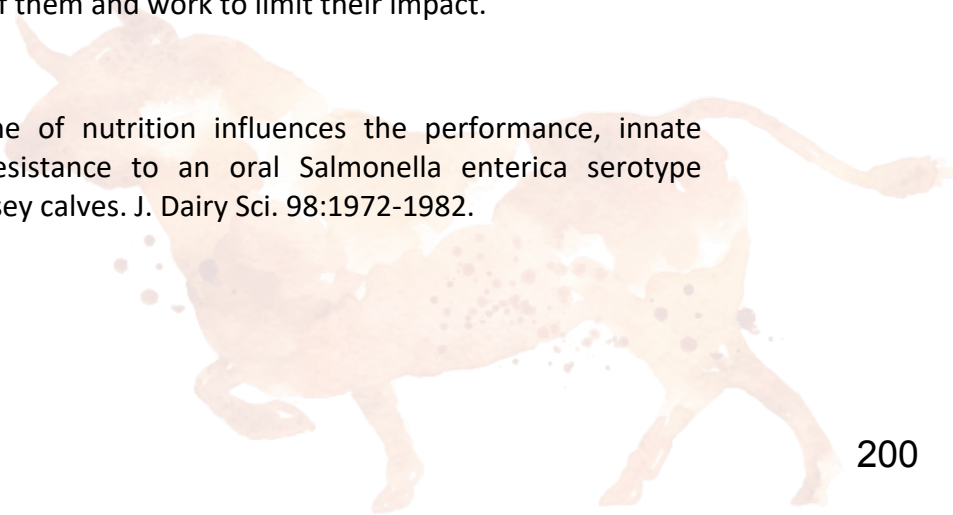 of them and work to limit their impact.
ne of nutrition influences the performance, innate
esistance to an oral Salmonella enterica serotype
sey calves. J. Dairy Sci. 98:1972-1982.
200